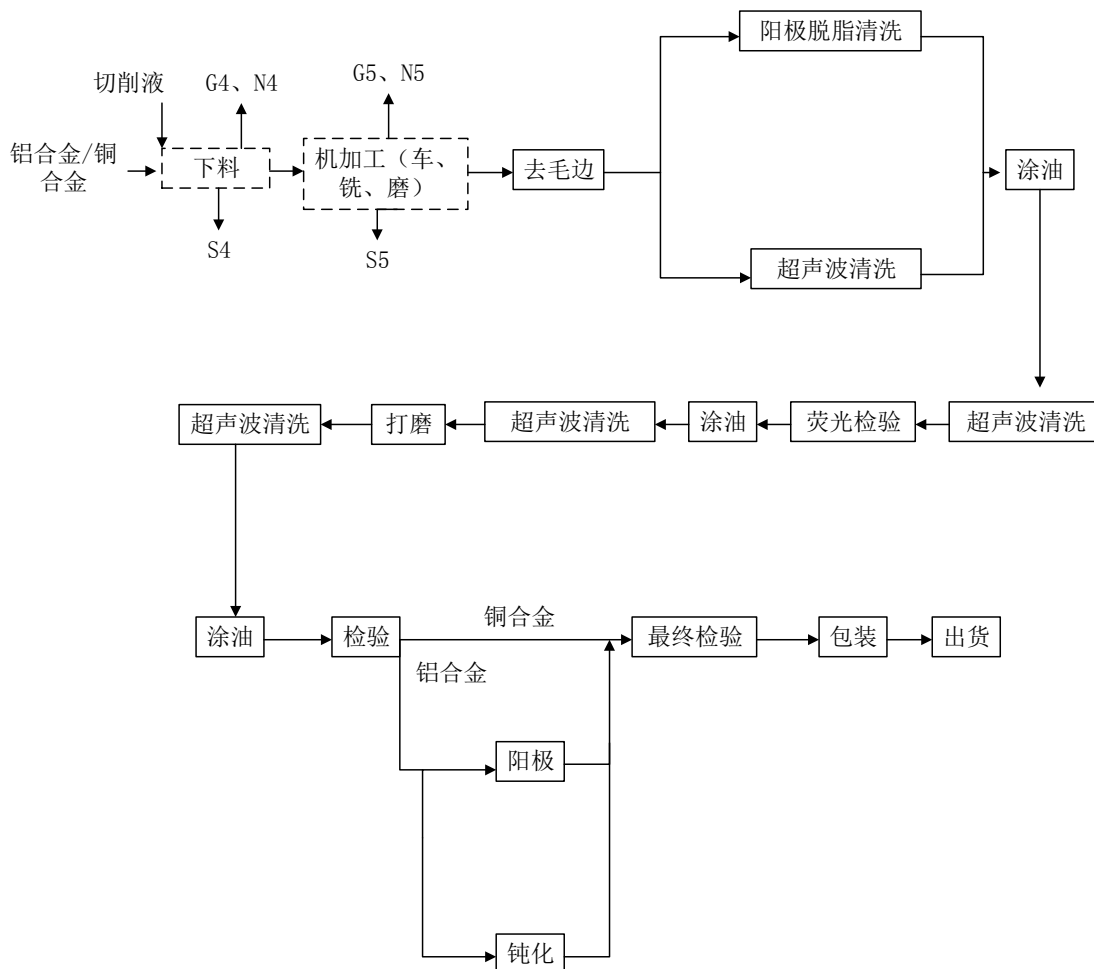 阳极脱脂清洗
切削液
G4、N4
G5、N5
铝合金/铜
合金
下料
机加工（车、
铣、磨）
去毛边
涂油
S4
S5
超声波清洗
超声波清洗
打磨
超声波清洗
涂油
荧光检验
超声波清洗
涂油
检验
铜合金
铝合金
最终检验
包装
出货
阳极
钝化